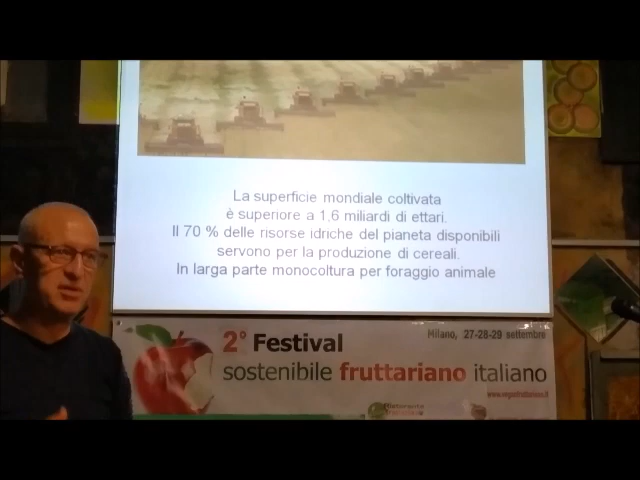 La superficie mondiale coltivata
è superiore a 1,6 miliardi di ettari.
Il 70 % delle risorse idriche del pianeta disponibili
servono per la produzione di cereali.
In larga parte monocoltura per foraggio animale
Milano, 27-28-29 settembre
2° Festival
sostenibile fruttariano italiano